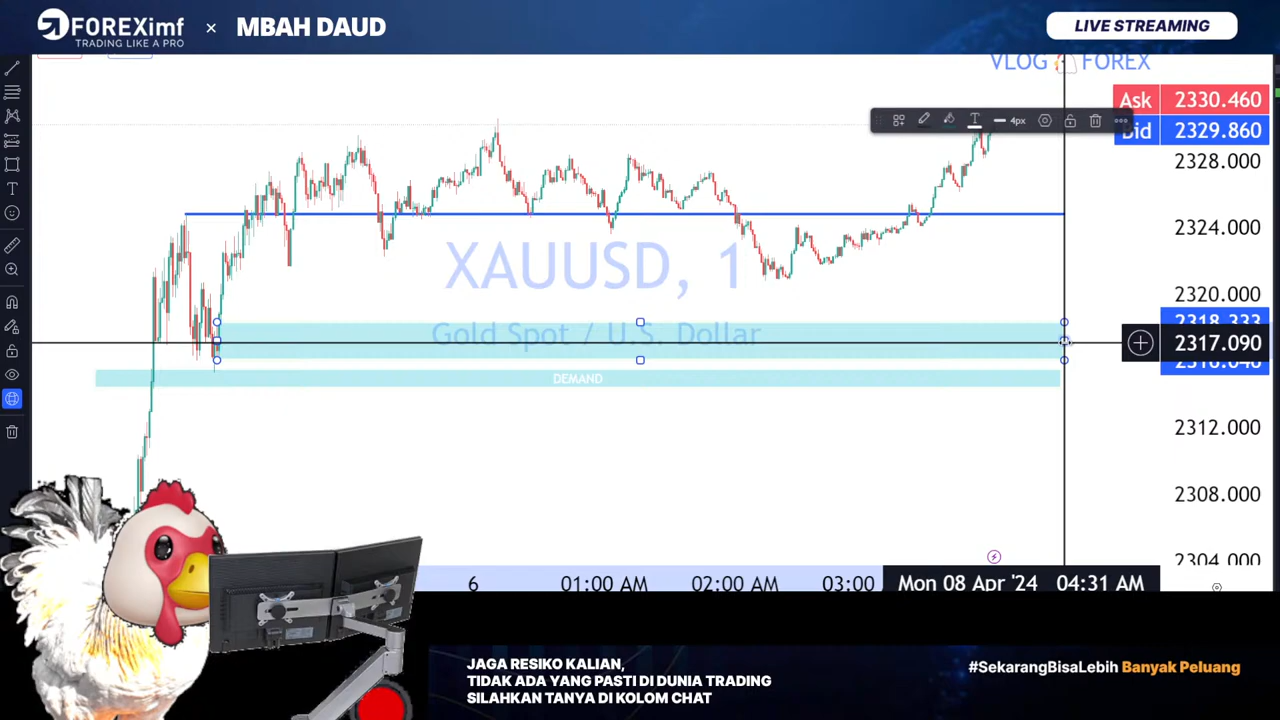 FOREXimf
TRADING LIKE A PRO
×
MBAH DAUD
LIVE STREAMING
VLOG FOREX
Ask 2330.460
Bid 2329.860
4px
2328.000
2324.000
XAUUSD, 1
2320.000
2318.333
Gold Spot / U.S. Dollar
2317.090
DEMAND
2312.000
2308.000
2304.000
6 01:00 AM 02:00 AM 03:00 Mon 08 Apr '24 04:31 AM
JAGA RESIKO KALIAN,
TIDAK ADA YANG PASTI DI DUNIA TRADING
SILAHKAN TANYA DI KOLOM CHAT
#SekarangBisaLebih Banyak Peluang